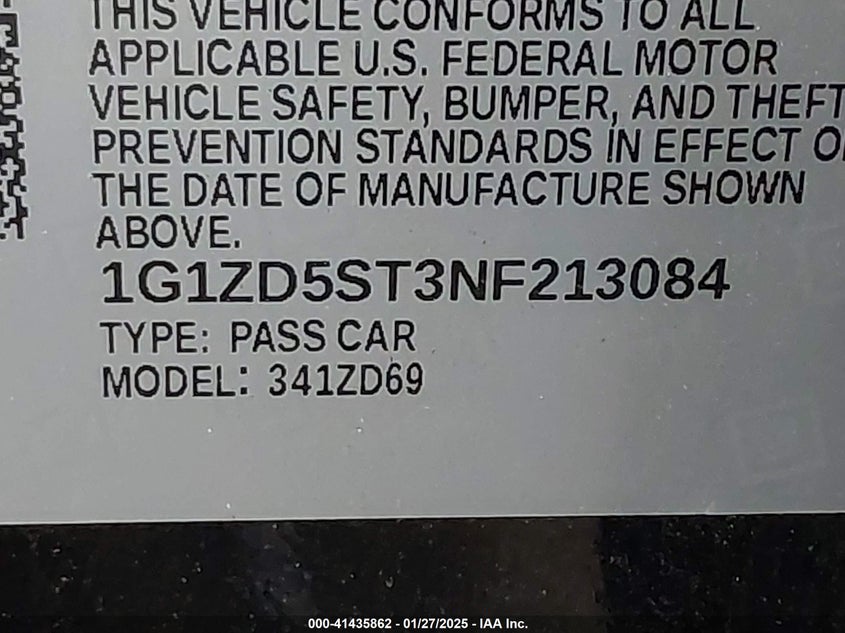 THIS VEHICLE CONFORMS TO ALL
APPLICABLE U.S. FEDERAL MOTOR
VEHICLE SAFETY, BUMPER, AND THEFT
PREVENTION STANDARDS IN EFFECT
THE DATE OF MANUFACTURE SHOWN
ABOVE.
1G1ZD5ST3NF213084
TYPE: PASS CAR
MODEL: 341ZD69
000-41435862 - 01/27/2025 - IAA Inc.